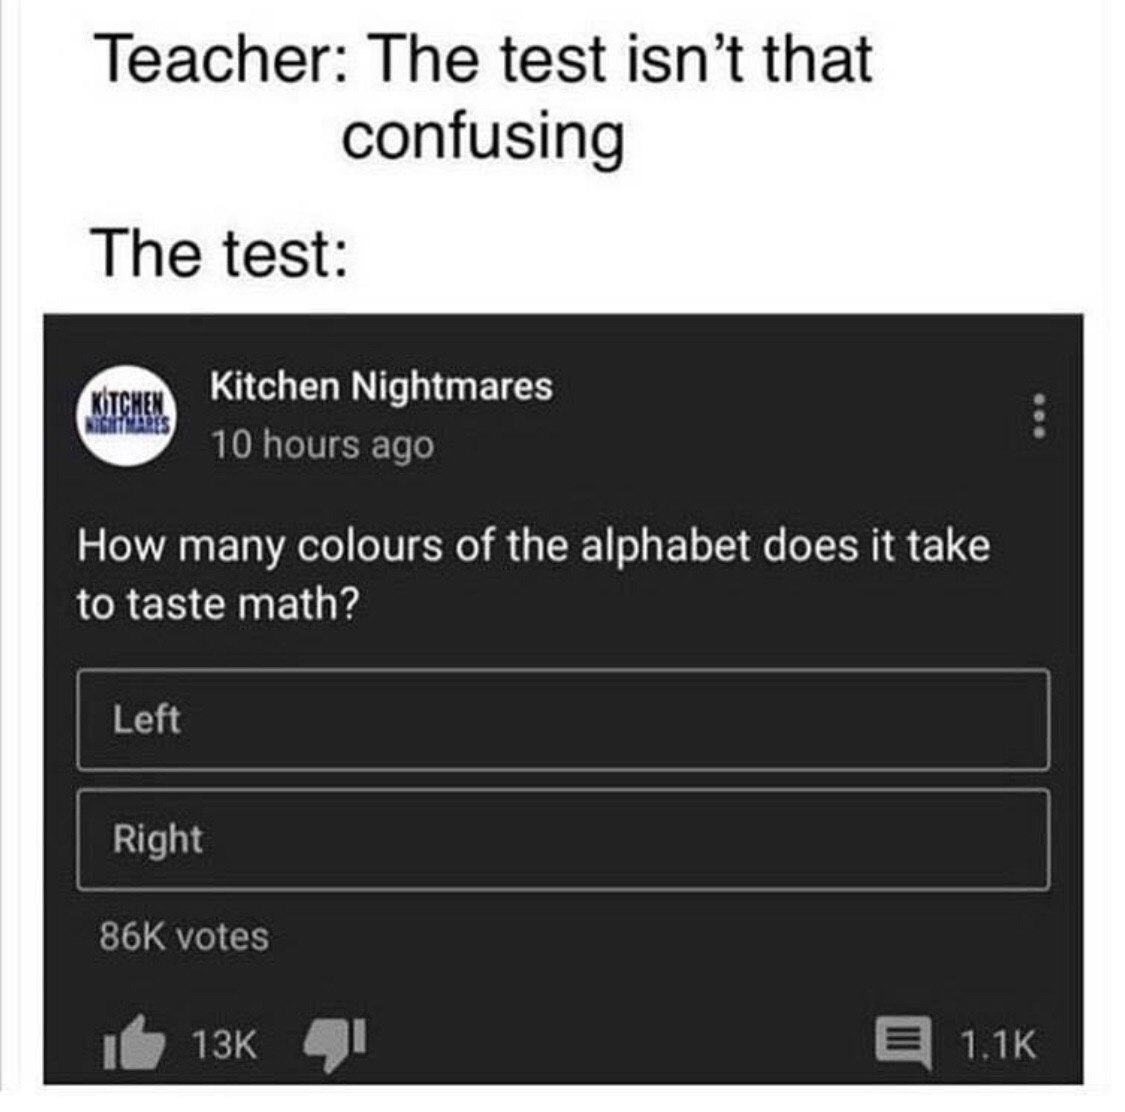 Teacher: The test isn't that
confusing
The test:
KITCHEN
NIGHTMARES
Kitchen Nightmares
10 hours ago
How many colours of the alphabet does it take
to taste math?
Left
Right
86K votes
13K
1.1K